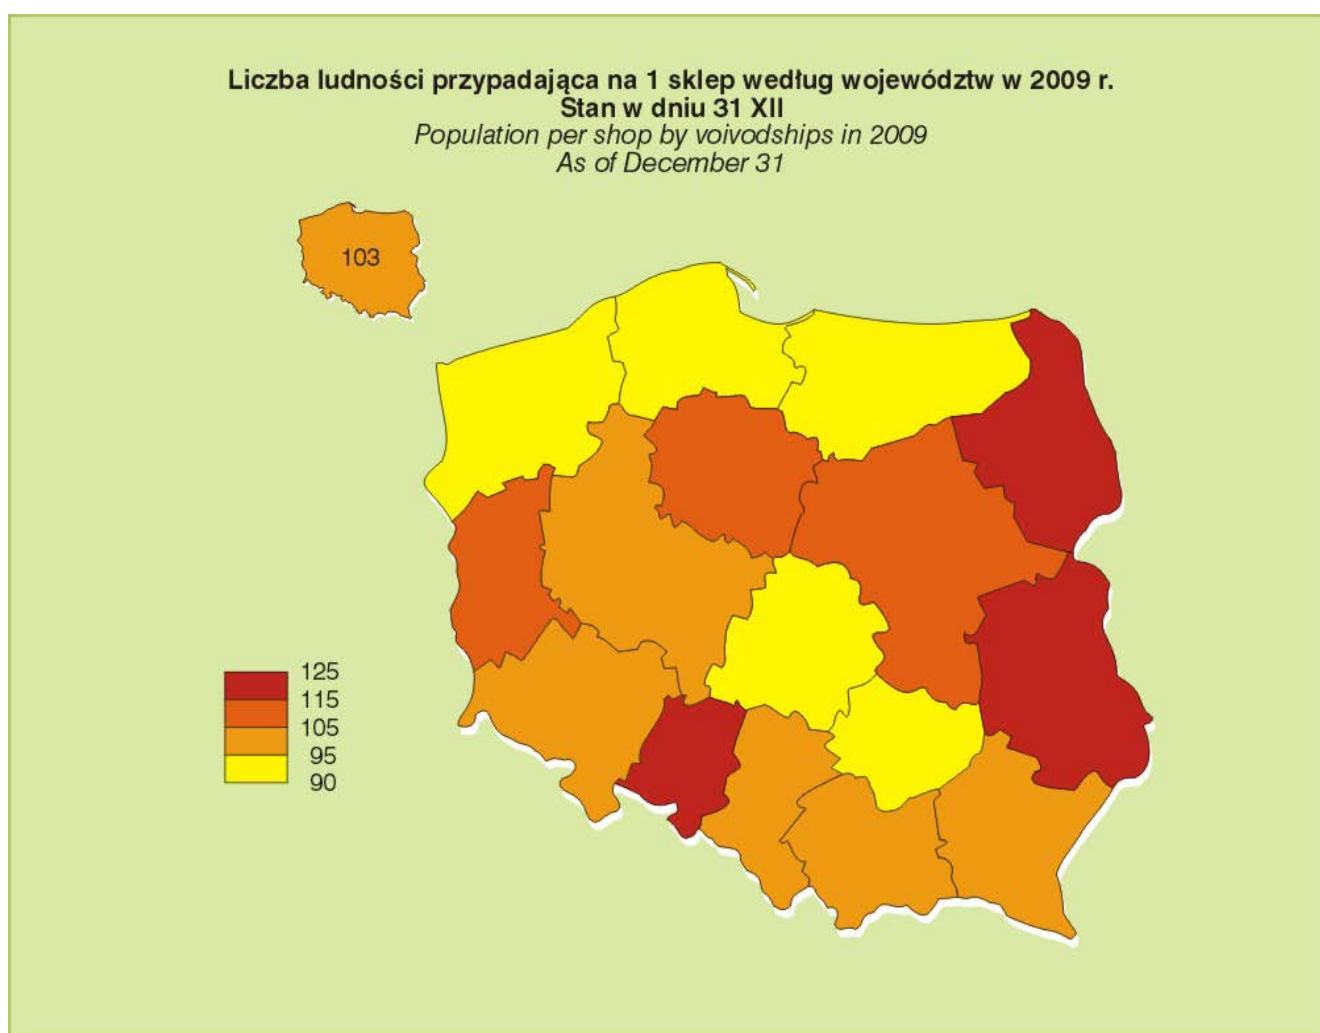 Liczba ludności przypadająca na 1 sklep według województw w 2009 r.
Stan w dniu 31 XII
Population per shop by voivodships in 2009
As of December 31
103
125
115
105
95
90